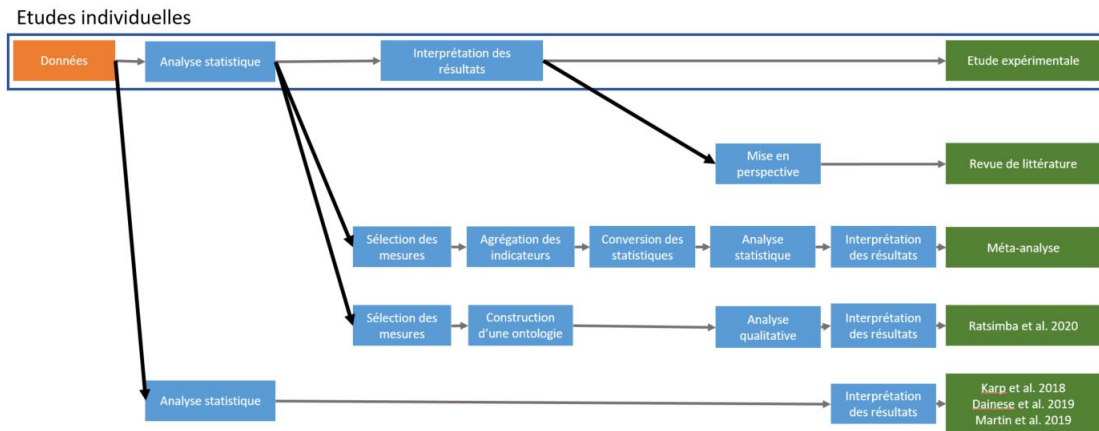 Etudes individuelles
Données
Analyse statistique
Interprétation des
résultats
Etude expérimentale
Mise en
perspective
Revue de littérature
Sélection des
mesures
Agrégation des
indicateurs
Conversion des
statistiques
Analyse
statistique
Interprétation
des résultats
Méta-analyse
Sélection des
mesures
Construction
d'une ontologie
Analyse
qualitative
Interprétation
des résultats
Ratsimba et al. 2020
Analyse statistique
Interprétation
des résultats
Karp et al. 2018
Dainese et al. 2019
Martin et al. 2019